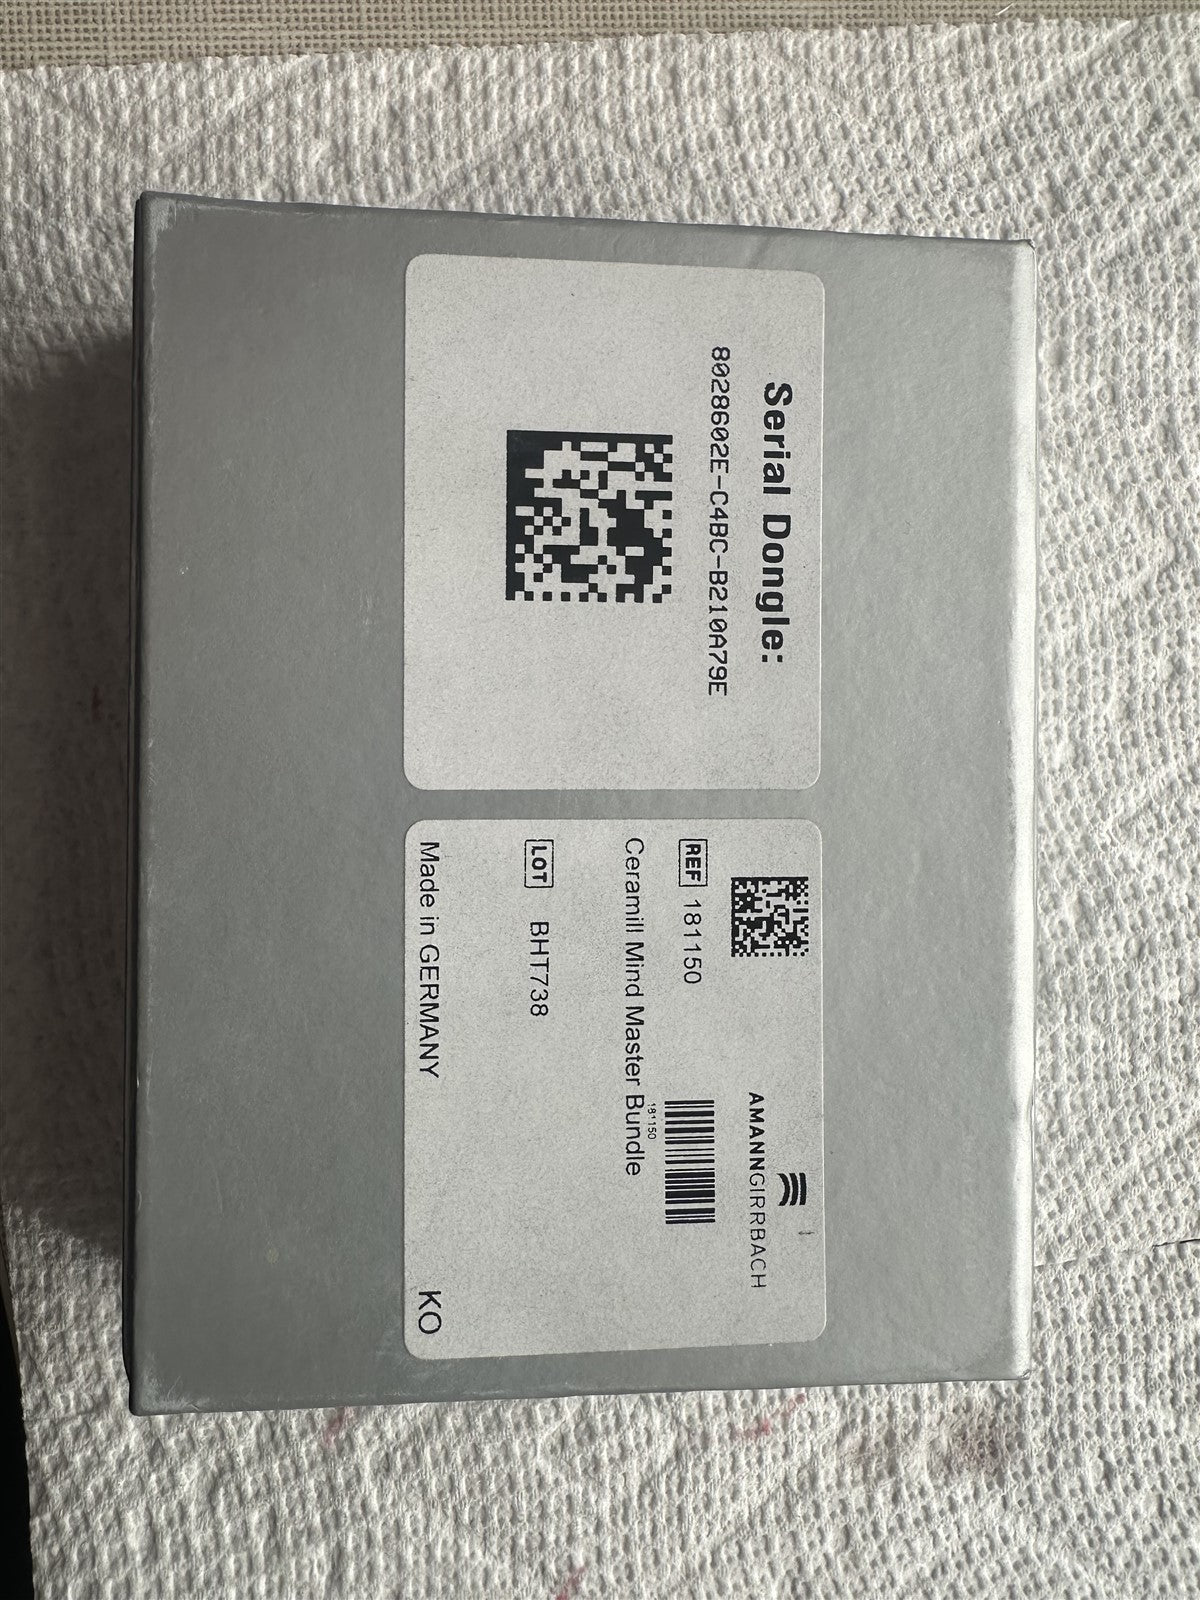 Serial Dongle:
8028602E-C4BC-B210A79E
AMANNGIRRBACH
REF 181150
181150
Ceramill Mind Master Bundle
LOT BHT738
Made in GERMANY
KO